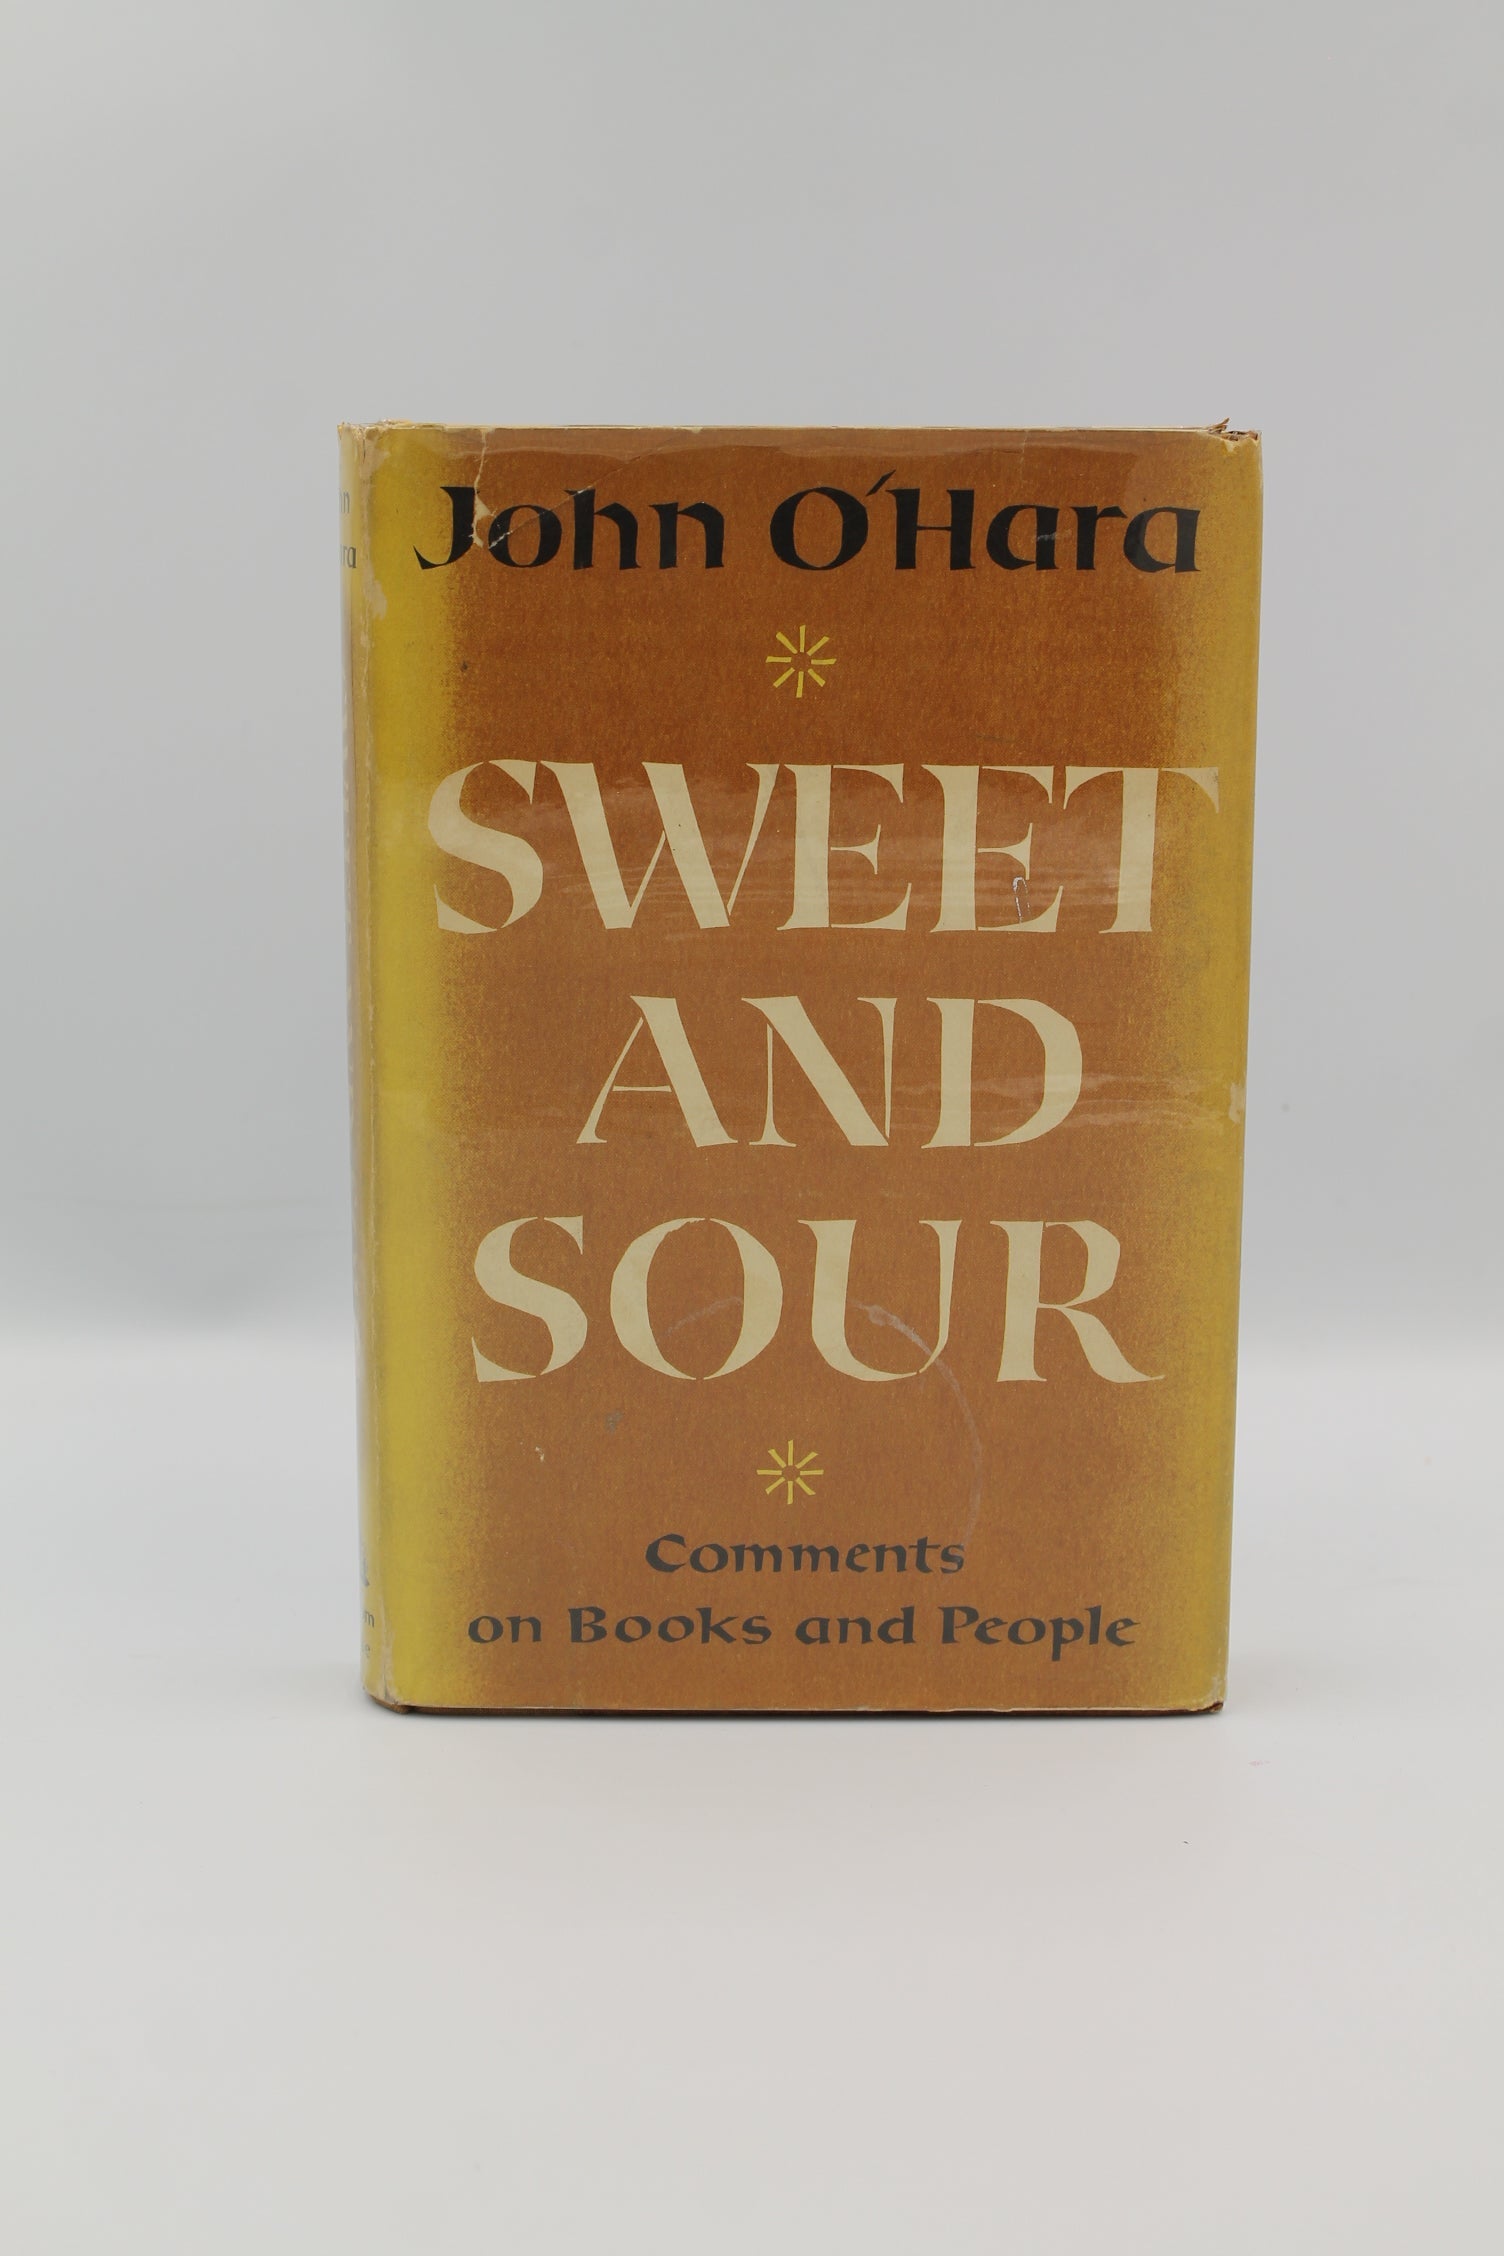 John O'Hara
SWEET
AND
SOUR
Comments
on Books and People